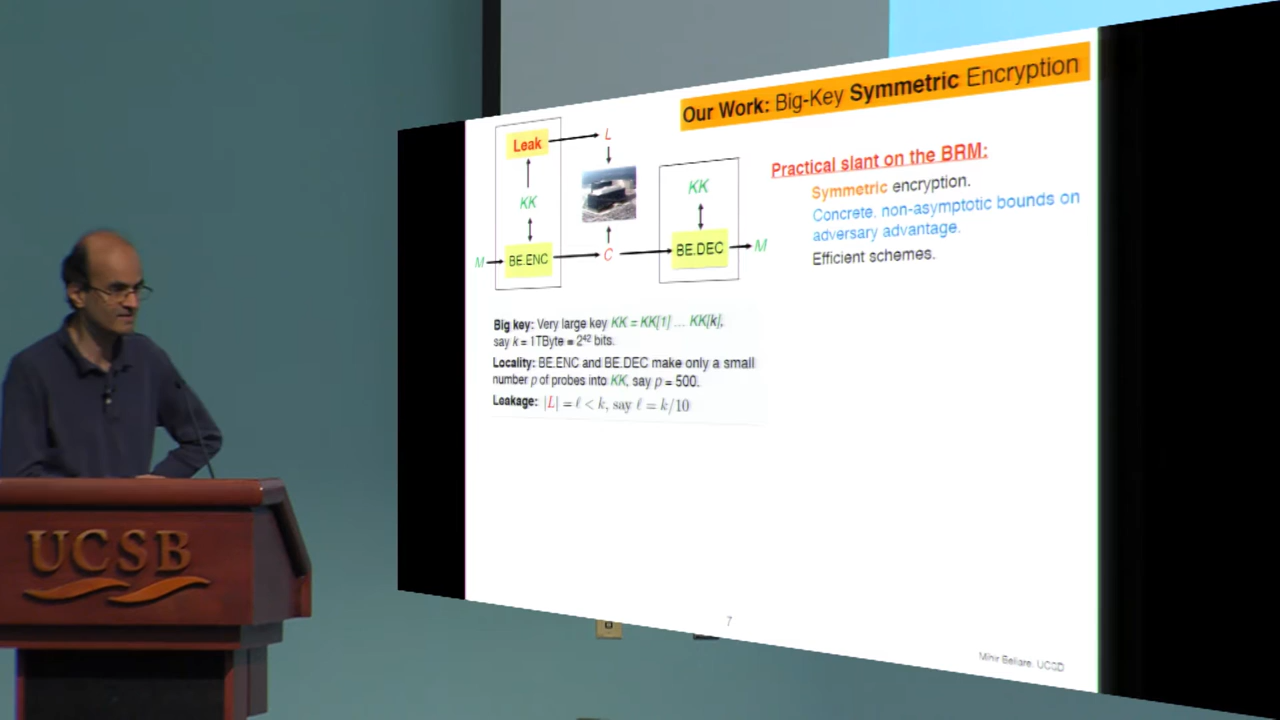 Our Work: Big-Key Symmetric Encryption
Leak
L
KK
KK
M
BE.ENC
C
BE.DEC
M
Practical slant on the BRM:
Symmetric encryption.
Concrete, non-asymptotic bounds on
adversary advantage.
Efficient schemes.
Big key: Very large key KK = KK[1] ... KK[k],
say k = 1TByte = 2⁴² bits.
Locality: BE.ENC and BE.DEC make only a small
number p of probes into KK, say p = 500.
Leakage: |L| = ℓ < k, say ℓ = k/10
7
Mihir Bellare, UCSD
UCSB